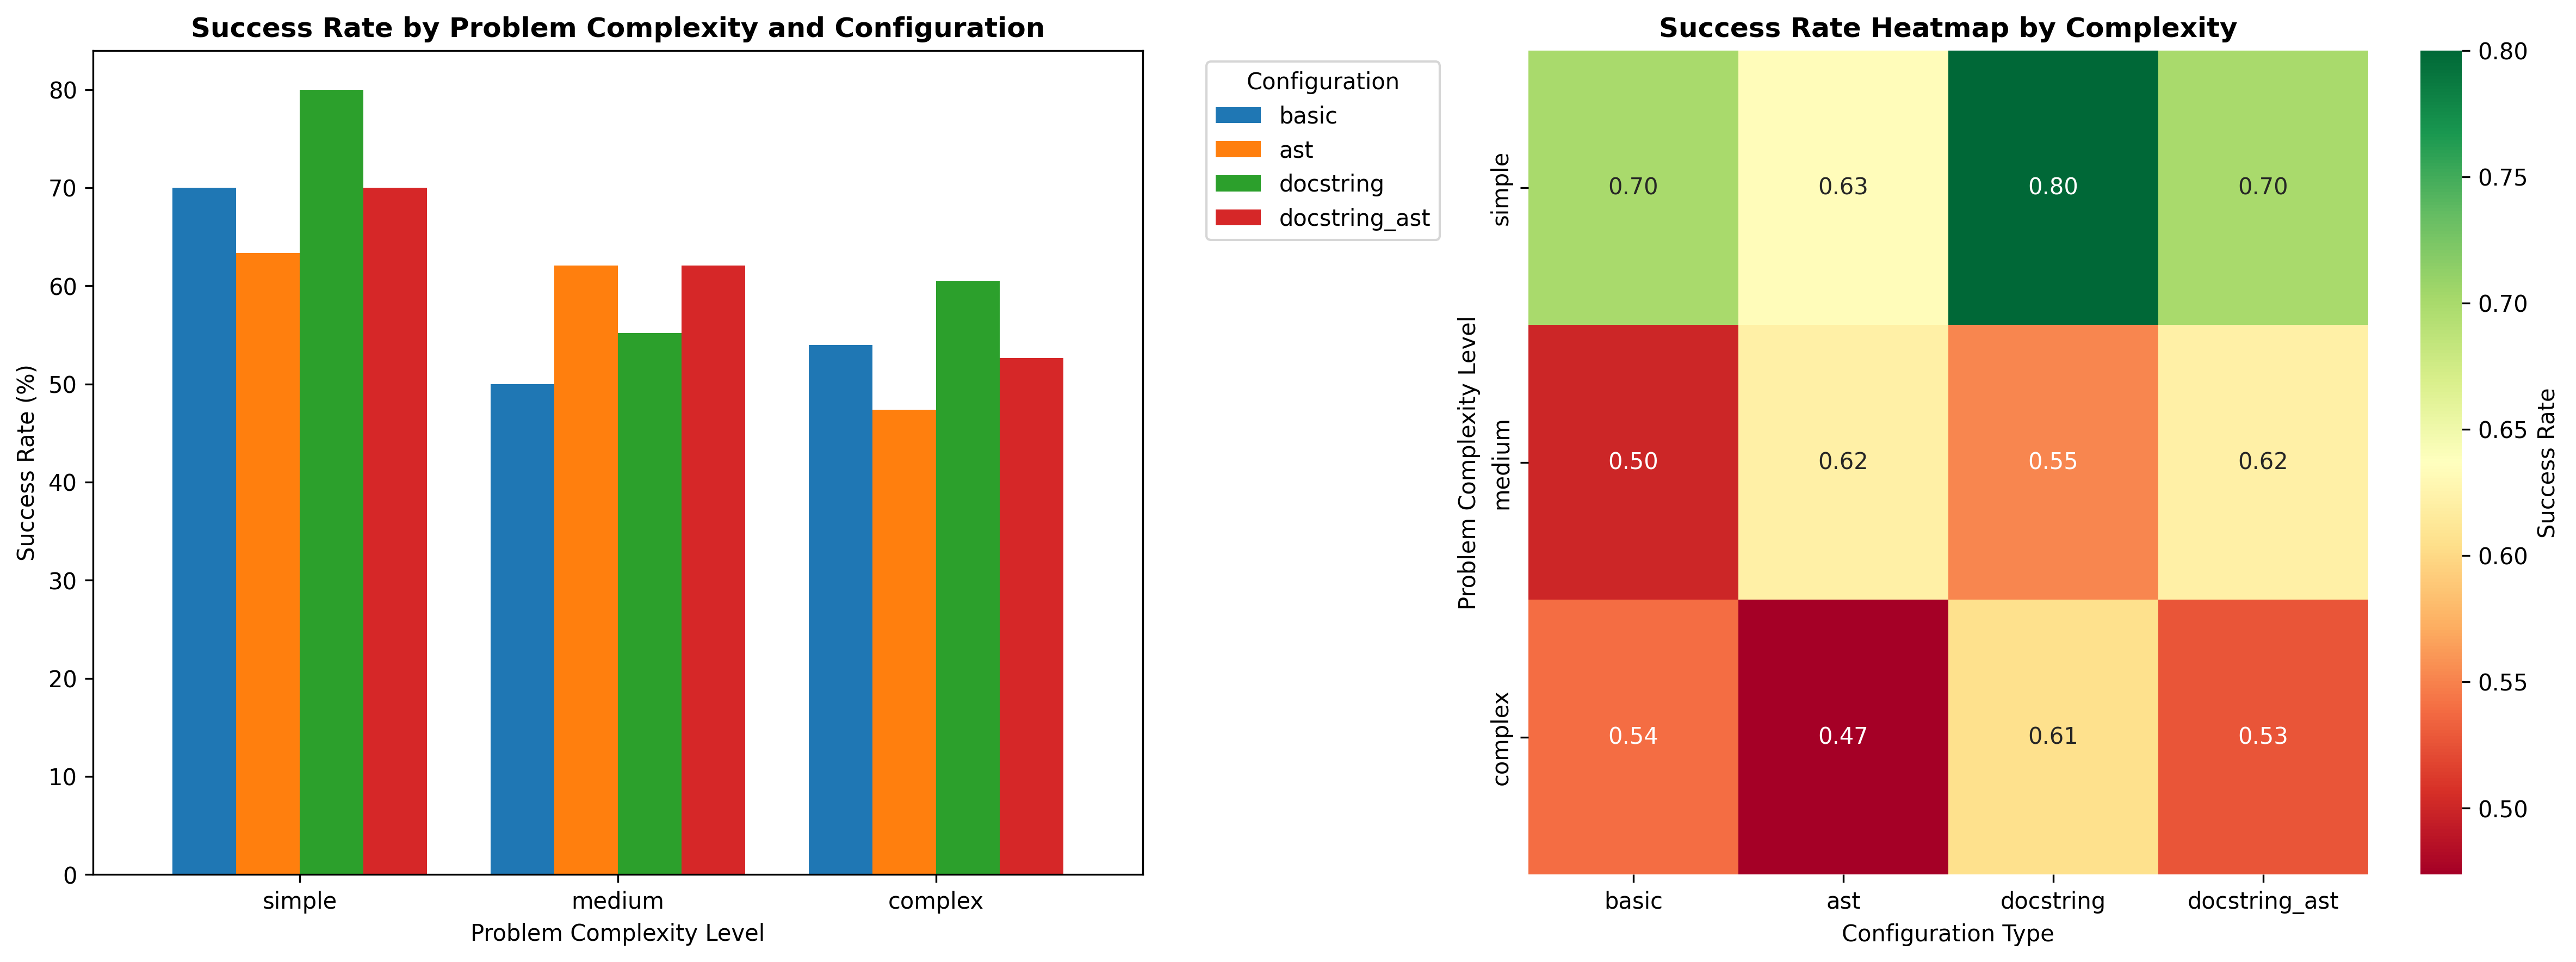 Success Rate by Problem Complexity and Configuration
Success Rate (%)
80
70
60
50
40
30
20
10
0
simple medium complex
Problem Complexity Level
Configuration
basic
ast
docstring
docstring_ast
Success Rate Heatmap by Complexity
Problem Complexity Level
simple
0.70 0.63 0.80 0.70
medium
0.50 0.62 0.55 0.62
complex
0.54 0.47 0.61 0.53
basic ast docstring docstring_ast
Configuration Type
0.80
0.75
0.70
0.65
0.60
0.55
0.50
Success Rate